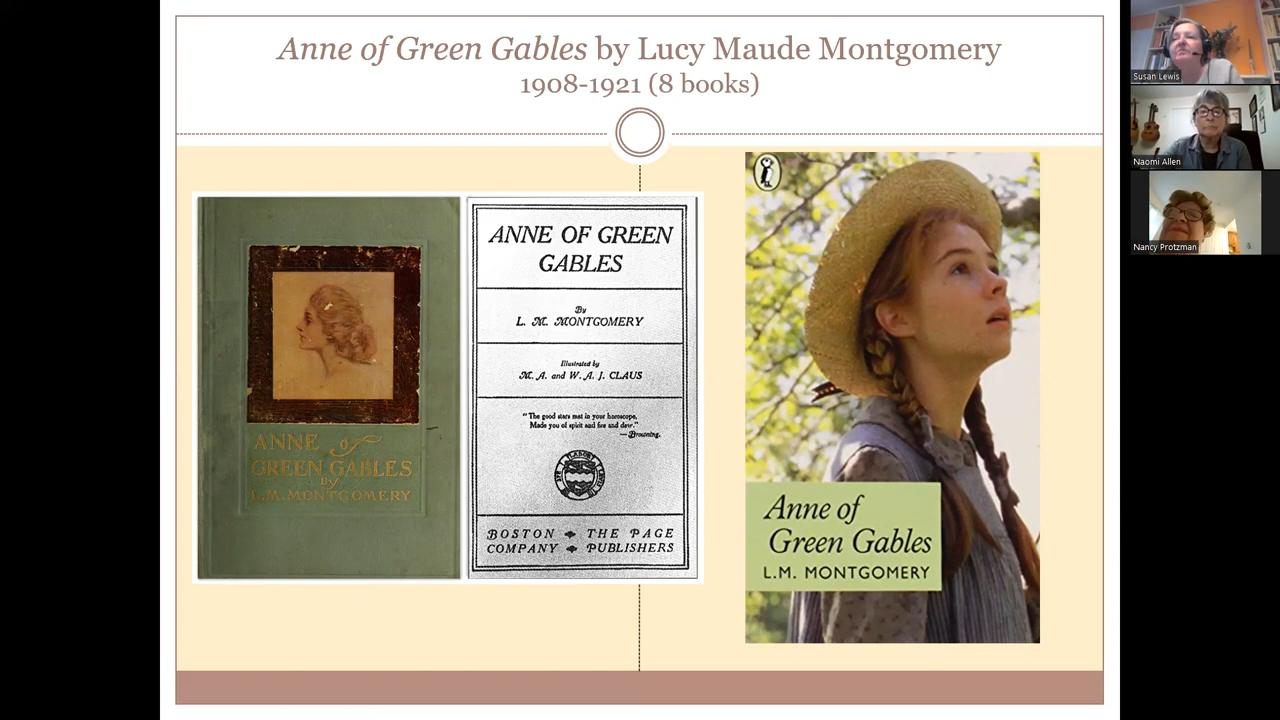 Anne of Green Gables by Lucy Maude Montgomery
1908-1921 (8 books)
ANNE of
GREEN GABLES
by
L.M. MONTGOMERY
ANNE OF GREEN
GABLES
By
L. M. MONTGOMERY
Illustrated by
M. A. and W. A. J. CLAUS
"The good stars met in your horoscope,
Made you of spirit and fire and dew."
—Browning.
BOSTON THE PAGE
COMPANY PUBLISHERS
Anne of
Green Gables
L.M. MONTGOMERY
Susan Lewis
Naomi Allen
Nancy Protzman